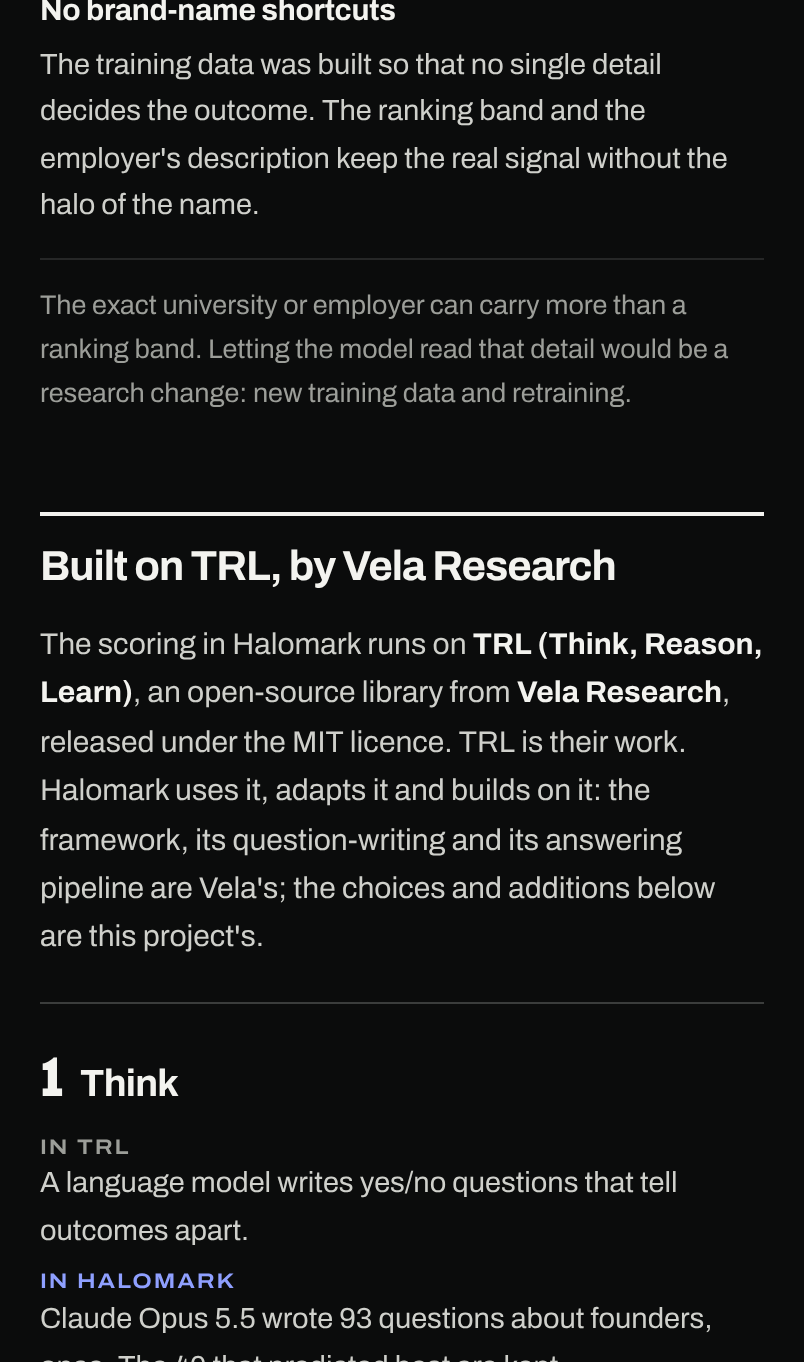 No brand-name shortcuts
The training data was built so that no single detail
decides the outcome. The ranking band and the
employer's description keep the real signal without the
halo of the name.
The exact university or employer can carry more than a
ranking band. Letting the model read that detail would be a
research change: new training data and retraining.
Built on TRL, by Vela Research
The scoring in Halomark runs on TRL (Think, Reason,
Learn), an open-source library from Vela Research,
released under the MIT licence. TRL is their work.
Halomark uses it, adapts it and builds on it: the
framework, its question-writing and its answering
pipeline are Vela's; the choices and additions below
are this project's.
1 Think
IN TRL
A language model writes yes/no questions that tell
outcomes apart.
IN HALOMARK
Claude Opus 5.5 wrote 93 questions about founders,
once. The that predicted best are kept